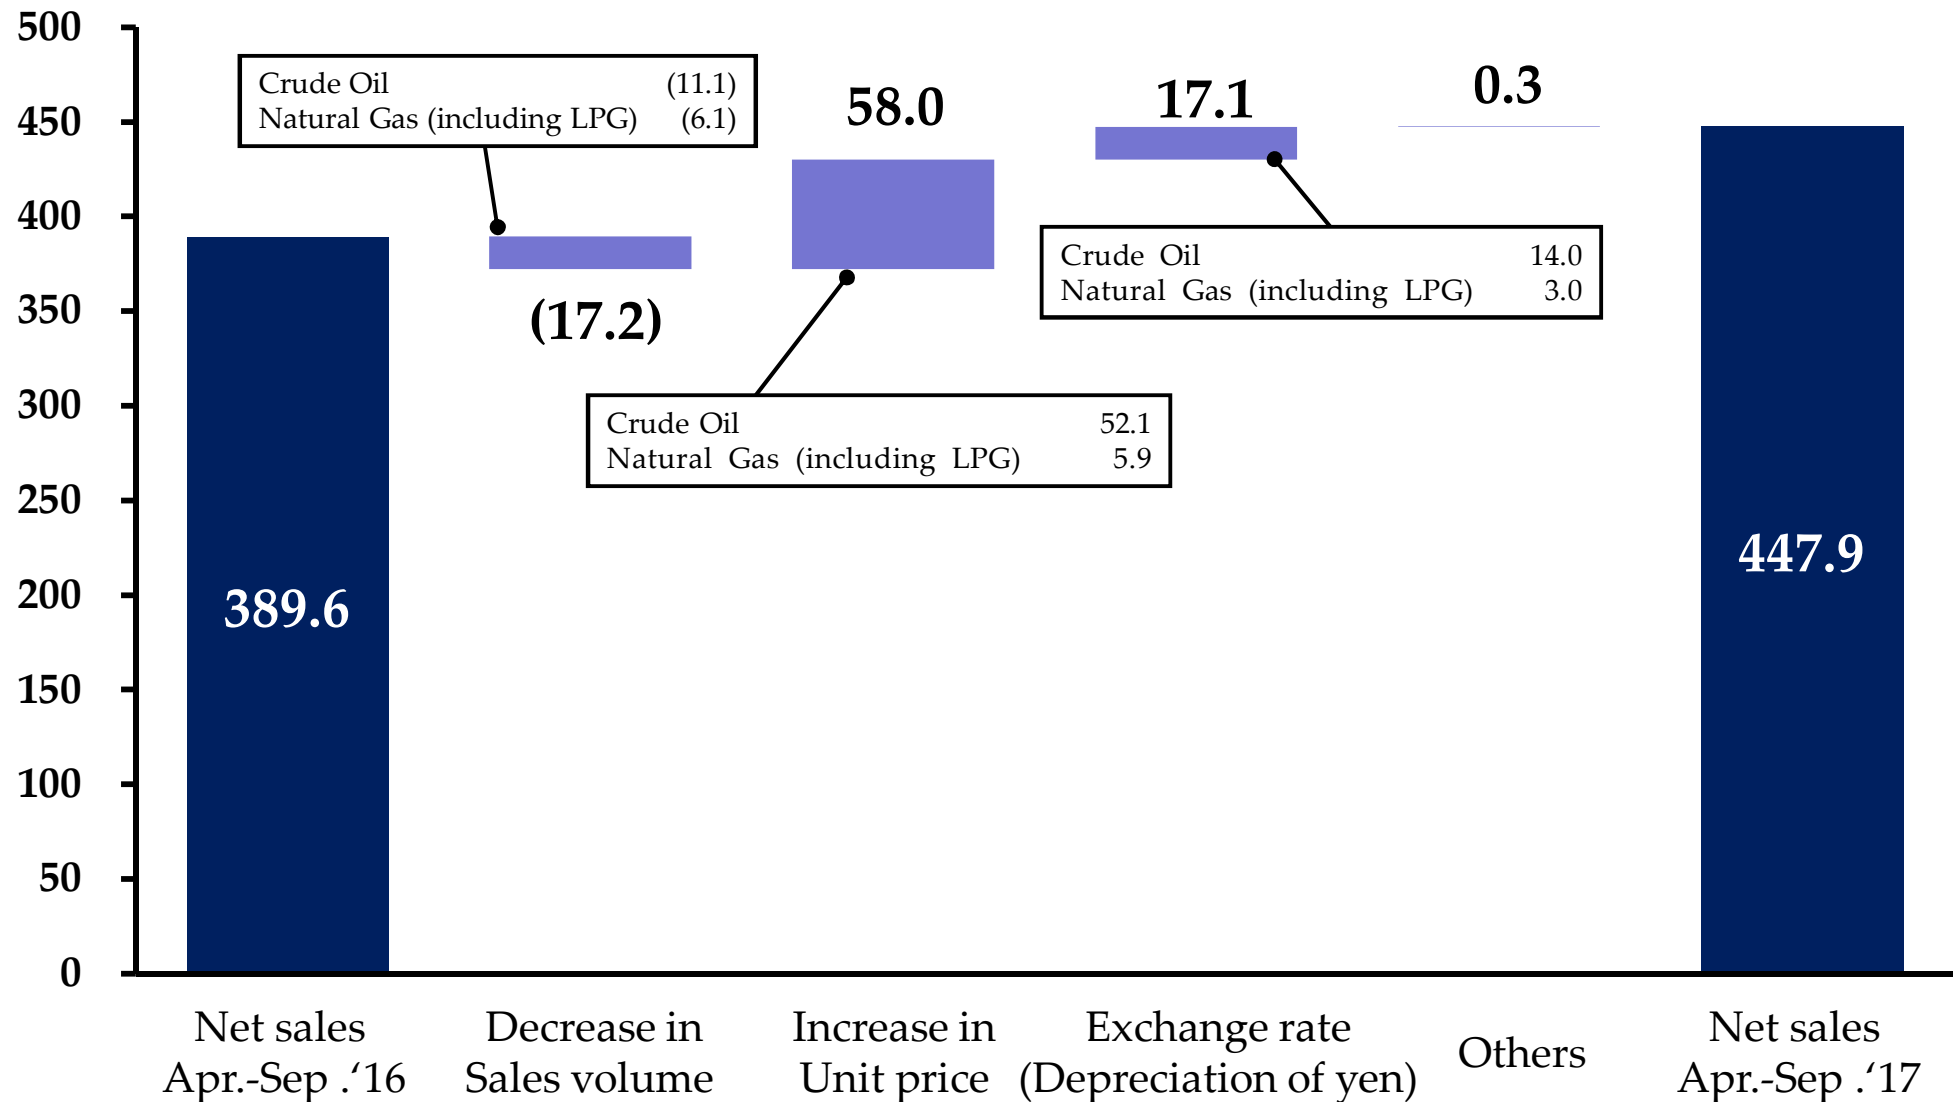 500
450
400
350
300
250
200
150
100
50
0
Crude Oil (11.1)
Natural Gas (including LPG) (6.1)
(17.2)
58.0
Crude Oil 52.1
Natural Gas (including LPG) 5.9
17.1
Crude Oil 14.0
Natural Gas (including LPG) 3.0
0.3
389.6
447.9
Net sales
Apr.-Sep .‘16
Decrease in
Sales volume
Increase in
Unit price
Exchange rate
(Depreciation of yen)
Others
Net sales
Apr.-Sep .‘17